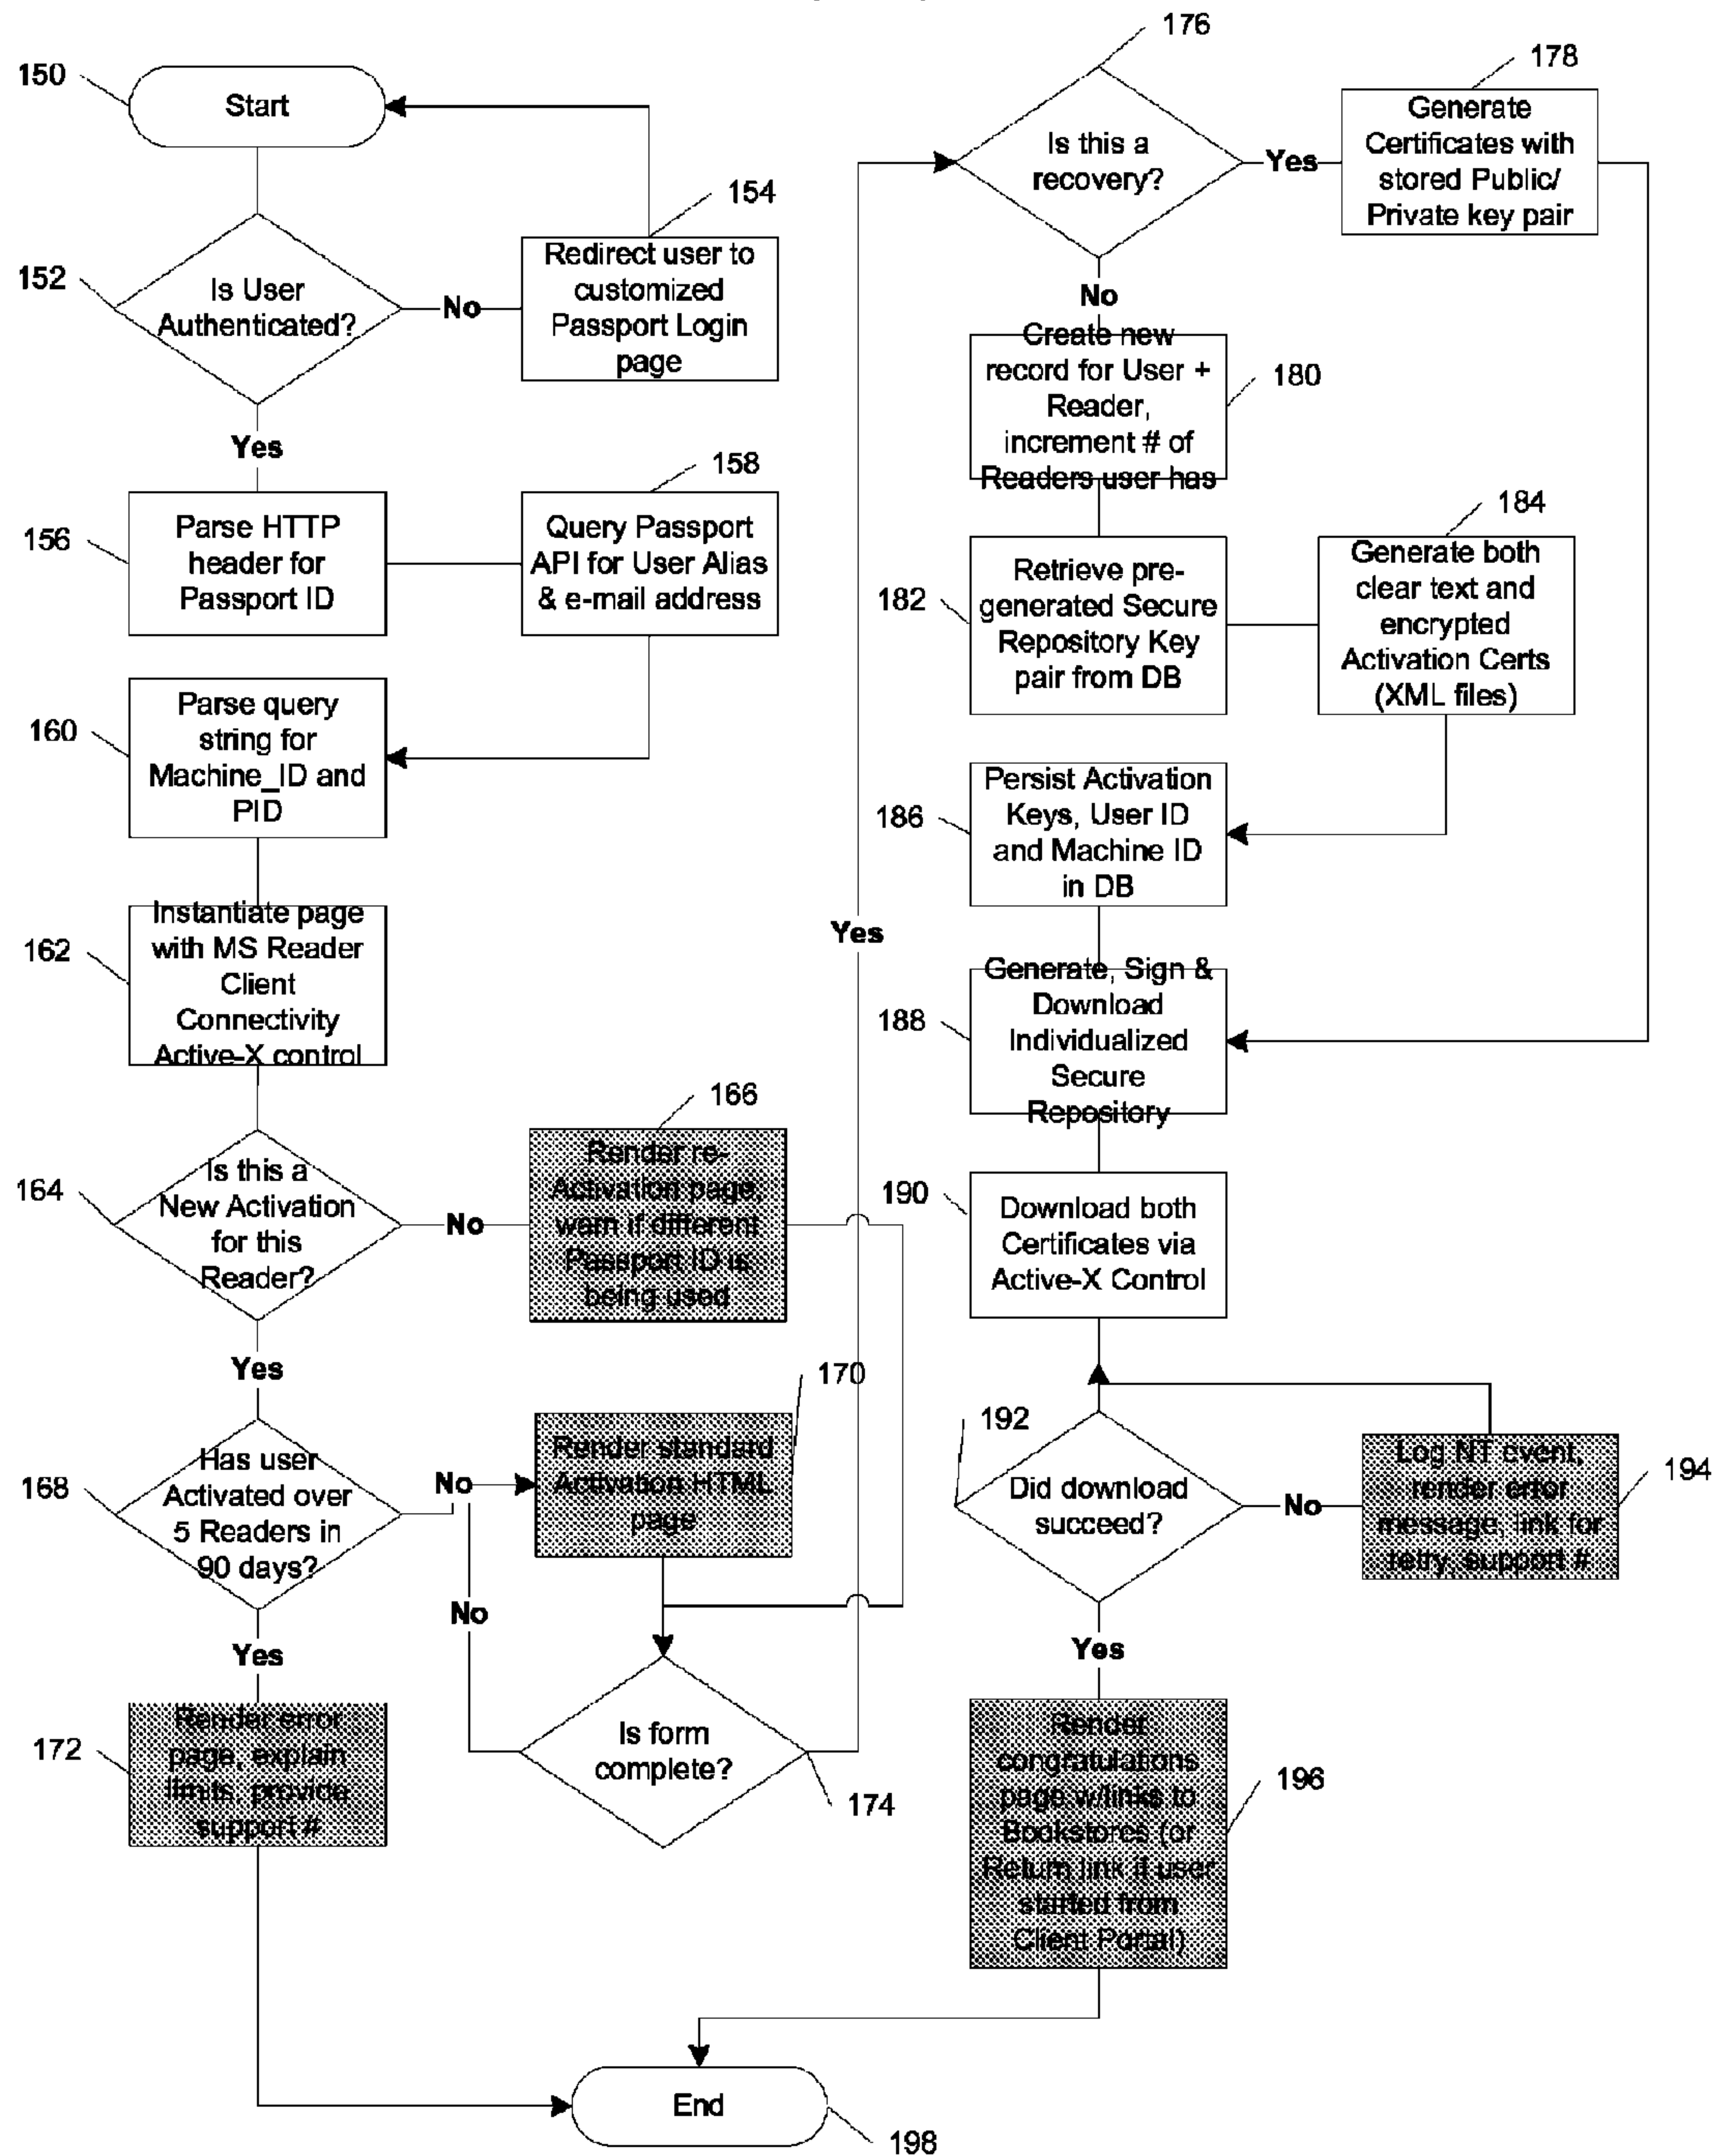 150
Start
152
Is User
Authenticated?
No
154
Redirect user to
customized
Passport Login
page
Yes
156
Parse HTTP
header for
Passport ID
158
Query Passport
API for User Alias
& e-mail address
160
Parse query
string for
Machine_ID and
PID
162
Instantiate page
with MS Reader
Client
Connectivity
Active-X control
164
Is this a
New Activation
for this
Reader?
No
166
Render re-
Activation page,
warn if different
Passport ID is
being used
Yes
168
Has user
Activated over
5 Readers in
90 days?
No
170
Render standard
Activation HTML
page
No
Yes
172
Render error
page, explain
limits, provide
support #
Is form
complete?
174
Yes
176
Is this a
recovery?
Yes
178
Generate
Certificates with
stored Public/
Private key pair
No
Create new
record for User +
Reader,
increment # of
Readers user has
180
182
Retrieve pre-
generated Secure
Repository Key
pair from DB
184
Generate both
clear text and
encrypted
Activation Certs
(XML files)
186
Persist Activation
Keys, User ID
and Machine ID
in DB
188
Generate, Sign &
Download
Individualized
Secure
Repository
190
Download both
Certificates via
Active-X Control
192
Did download
succeed?
No
Log NT event,
render error
message, link for
retry, support #
194
Yes
Render
congratulations
page w/links to
Bookstores (or
Return link if user
started from
Client Portal)
196
End
198